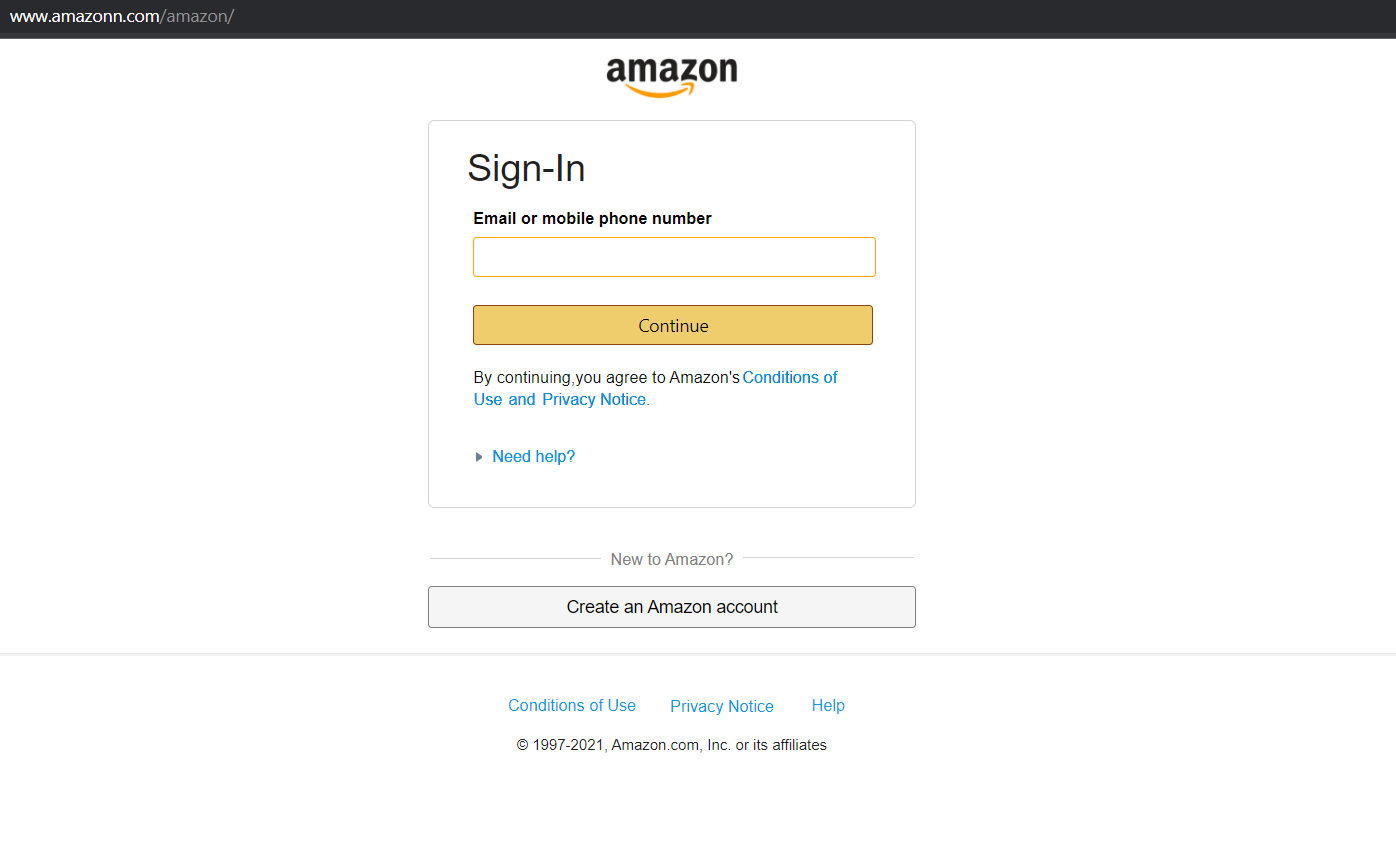 www.amazonn.com/amazon/
amazon
Sign-In
Email or mobile phone number
Continue
By continuing,you agree to Amazon's Conditions of
Use and Privacy Notice.
Need help?
New to Amazon?
Create an Amazon account
Conditions of Use Privacy Notice Help
© 1997-2021, Amazon.com, Inc. or its affiliates